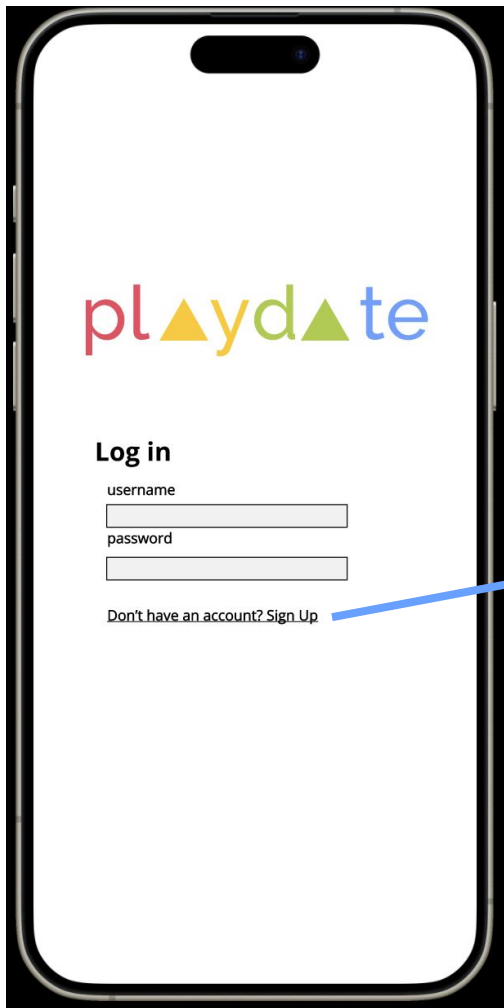 playdate
Log in
username
password
Don't have an account? Sign Up